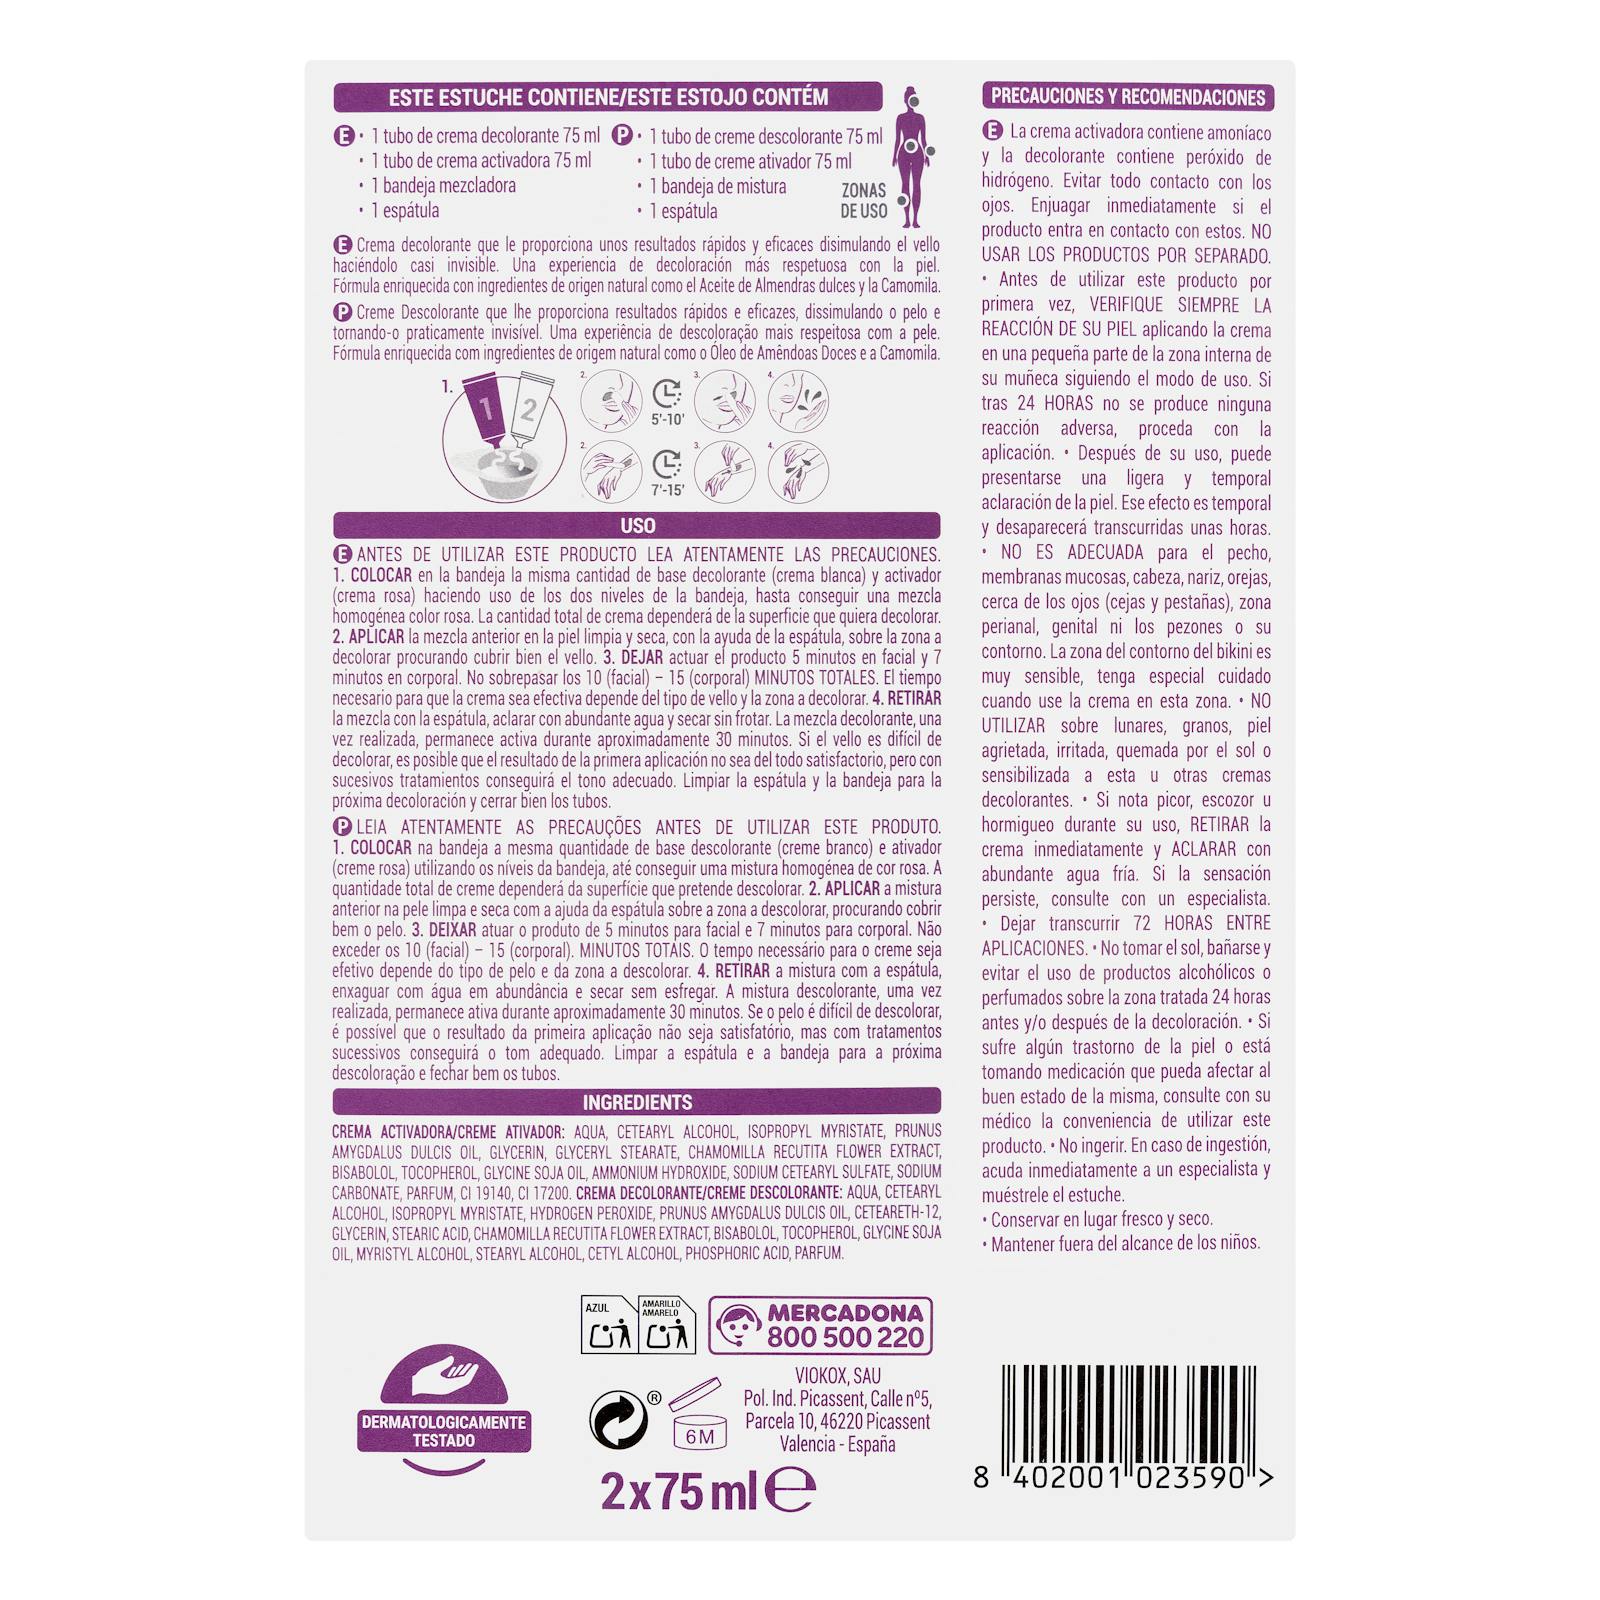 ESTE ESTUCHE CONTIENE/ESTE ESTOJO CONTÉM
E • 1 tubo de crema decolorante 75 ml
• 1 tubo de crema activadora 75 ml
• 1 bandeja mezcladora
• 1 espátula
P • 1 tubo de creme descolorante 75 ml
• 1 tubo de creme ativador 75 ml
• 1 bandeja de mistura
• 1 espátula
ZONAS
DE USO
E Crema decolorante que le proporciona unos resultados rápidos y eficaces disimulando el vello
haciéndolo casi invisible. Una experiencia de decoloración más respetuosa con la piel.
Fórmula enriquecida con ingredientes de origen natural como el Aceite de Almendras dulces y la Camomila.
P Creme Descolorante que lhe proporciona resultados rápidos e eficazes, dissimulando o pelo e
tornando-o praticamente invisível. Uma experiência de descoloração mais respeitosa com a pele.
Fórmula enriquecida com ingredientes de origem natural como o Óleo de Amêndoas Doces e a Camomila.
1.
1 2
2. 3. 4.
5'-10'
2. 3. 4.
7'-15'
USO
E ANTES DE UTILIZAR ESTE PRODUCTO LEA ATENTAMENTE LAS PRECAUCIONES.
1. COLOCAR en la bandeja la misma cantidad de base decolorante (crema blanca) y activador
(crema rosa) haciendo uso de los dos niveles de la bandeja, hasta conseguir una mezcla
homogénea color rosa. La cantidad total de crema dependerá de la superficie que quiera decolorar.
2. APLICAR la mezcla anterior en la piel limpia y seca, con la ayuda de la espátula, sobre la zona a
decolorar procurando cubrir bien el vello. 3. DEJAR actuar el producto 5 minutos en facial y 7
minutos en corporal. No sobrepasar los 10 (facial) – 15 (corporal) MINUTOS TOTALES. El tiempo
necesario para que la crema sea efectiva depende del tipo de vello y la zona a decolorar. 4. RETIRAR
la mezcla con la espátula, aclarar con abundante agua y secar sin frotar. La mezcla decolorante, una
vez realizada, permanece activa durante aproximadamente 30 minutos. Si el vello es difícil de
decolorar, es posible que el resultado de la primera aplicación no sea del todo satisfactorio, pero con
sucesivos tratamientos conseguirá el tono adecuado. Limpiar la espátula y la bandeja para la
próxima decoloración y cerrar bien los tubos.
P LEIA ATENTAMENTE AS PRECAUÇÕES ANTES DE UTILIZAR ESTE PRODUTO.
1. COLOCAR na bandeja a mesma quantidade de base descolorante (creme branco) e ativador
(creme rosa) utilizando os níveis da bandeja, até conseguir uma mistura homogénea de cor rosa. A
quantidade total de creme dependerá da superfície que pretende descolorar. 2. APLICAR a mistura
anterior na pele limpa e seca com a ajuda da espátula sobre a zona a descolorar, procurando cobrir
bem o pelo. 3. DEIXAR atuar o produto de 5 minutos para facial e 7 minutos para corporal. Não
exceder os 10 (facial) – 15 (corporal). MINUTOS TOTAIS. O tempo necessário para o creme seja
efetivo depende do tipo de pelo e da zona a descolorar. 4. RETIRAR a mistura com a espátula,
enxaguar com água em abundância e secar sem esfregar. A mistura descolorante, uma vez
realizada, permanece ativa durante aproximadamente 30 minutos. Se o pelo é difícil de descolorar,
é possível que o resultado da primeira aplicação não seja satisfatório, mas com tratamentos
sucessivos conseguirá o tom adequado. Limpar a espátula e a bandeja para a próxima
descoloração e fechar bem os tubos.
INGREDIENTS
CREMA ACTIVADORA/CREME ATIVADOR: AQUA, CETEARYL ALCOHOL, ISOPROPYL MYRISTATE, PRUNUS
AMYGDALUS DULCIS OIL, GLYCERIN, GLYCERYL STEARATE, CHAMOMILLA RECUTITA FLOWER EXTRACT,
BISABOLOL, TOCOPHEROL, GLYCINE SOJA OIL, AMMONIUM HYDROXIDE, SODIUM CETEARYL SULFATE, SODIUM
CARBONATE, PARFUM, CI 19140, CI 17200. CREMA DECOLORANTE/CREME DESCOLORANTE: AQUA, CETEARYL
ALCOHOL, ISOPROPYL MYRISTATE, HYDROGEN PEROXIDE, PRUNUS AMYGDALUS DULCIS OIL, CETEARETH-12,
GLYCERIN, STEARIC ACID, CHAMOMILLA RECUTITA FLOWER EXTRACT, BISABOLOL, TOCOPHEROL, GLYCINE SOJA
OIL, MYRISTYL ALCOHOL, STEARYL ALCOHOL, CETYL ALCOHOL, PHOSPHORIC ACID, PARFUM.
PRECAUCIONES Y RECOMENDACIONES
E La crema activadora contiene amoníaco
y la decolorante contiene peróxido de
hidrógeno. Evitar todo contacto con los
ojos. Enjuagar inmediatamente si el
producto entra en contacto con estos. NO
USAR LOS PRODUCTOS POR SEPARADO.
• Antes de utilizar este producto por
primera vez, VERIFIQUE SIEMPRE LA
REACCIÓN DE SU PIEL aplicando la crema
en una pequeña parte de la zona interna de
su muñeca siguiendo el modo de uso. Si
tras 24 HORAS no se produce ninguna
reacción adversa, proceda con la
aplicación. • Después de su uso, puede
presentarse una ligera y temporal
aclaración de la piel. Ese efecto es temporal
y desaparecerá transcurridas unas horas.
• NO ES ADECUADA para el pecho,
membranas mucosas, cabeza, nariz, orejas,
cerca de los ojos (cejas y pestañas), zona
perianal, genital ni los pezones o su
contorno. La zona del contorno del bikini es
muy sensible, tenga especial cuidado
cuando use la crema en esta zona. • NO
UTILIZAR sobre lunares, granos, piel
agrietada, irritada, quemada por el sol o
sensibilizada a esta u otras cremas
decolorantes. • Si nota picor, escozor u
hormigueo durante su uso, RETIRAR la
crema inmediatamente y ACLARAR con
abundante agua fría. Si la sensación
persiste, consulte con un especialista.
• Dejar transcurrir 72 HORAS ENTRE
APLICACIONES. • No tomar el sol, bañarse y
evitar el uso de productos alcohólicos o
perfumados sobre la zona tratada 24 horas
antes y/o después de la decoloración. • Si
sufre algún trastorno de la piel o está
tomando medicación que pueda afectar al
buen estado de la misma, consulte con su
médico la conveniencia de utilizar este
producto. • No ingerir. En caso de ingestión,
acuda inmediatamente a un especialista y
muéstrele el estuche.
• Conservar en lugar fresco y seco.
• Mantener fuera del alcance de los niños.
AZUL
AMARILLO
AMARELO
MERCADONA
800 500 220
DERMATOLOGICAMENTE
TESTADO
®
6M
VIOKOX, SAU
Pol. Ind. Picassent, Calle nº5,
Parcela 10, 46220 Picassent
Valencia - España
2x75 ml e
8 402001 023590 >